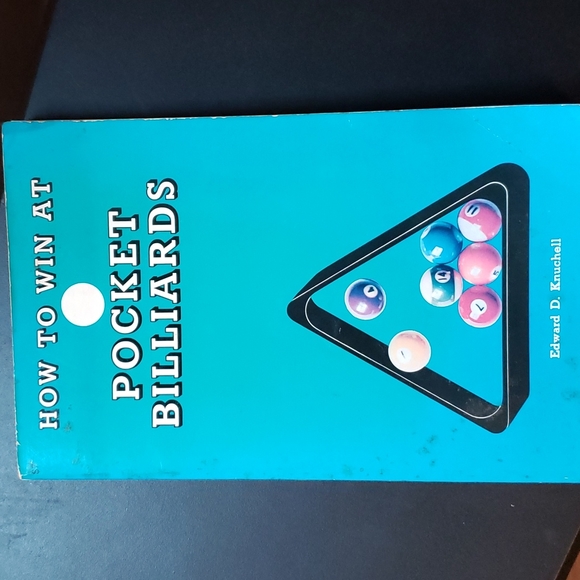 HOW TO WIN AT
POCKET
BILLIARDS
Edward D. Knuchell